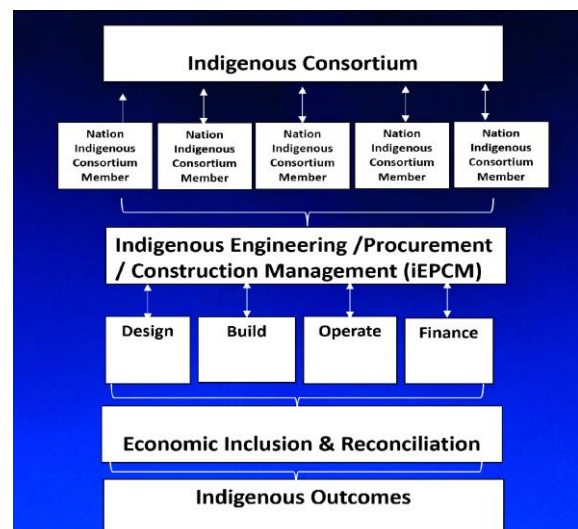 Indigenous Consortium
Nation
Indigenous
Consortium
Member
Nation
Indigenous
Consortium
Member
Nation
Indigenous
Consortium
Member
Nation
Indigenous
Consortium
Member
Nation
Indigenous
Consortium
Member
Indigenous Engineering /Procurement
/ Construction Management (iEPCM)
Design
Build
Operate
Finance
Economic Inclusion & Reconciliation
Indigenous Outcomes